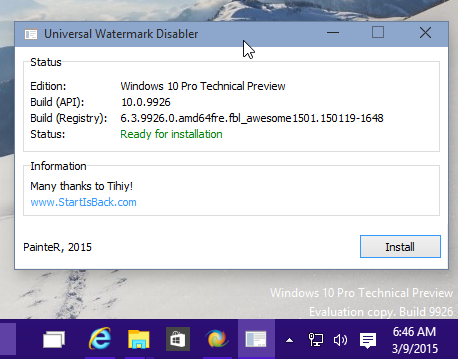 Universal Watermark Disabler
Status
Edition: Windows 10 Pro Technical Preview
Build (API): 10.0.9926
Build (Registry): 6.3.9926.0.amd64fre.fbl_awesome1501.150119-1648
Status: Ready for installation
Information
Many thanks to Tihiy!
www.StartIsBack.com
PainteR, 2015
Install
Windows 10 Pro Technical Preview
Evaluation copy. Build 9926
6:46 AM
3/9/2015